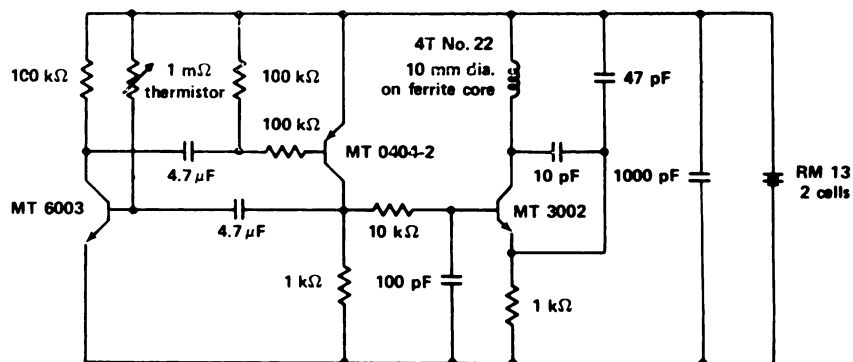 4T No. 22
10 mm dia.
on ferrite core
100 kΩ
1 mΩ
thermistor
100 kΩ
47 pF
100 kΩ
MT 0404-2
4.7 µF
10 pF
1000 pF
RM 13
2 cells
MT 6003
4.7 µF
10 kΩ
MT 3002
1 kΩ
100 pF
1 kΩ